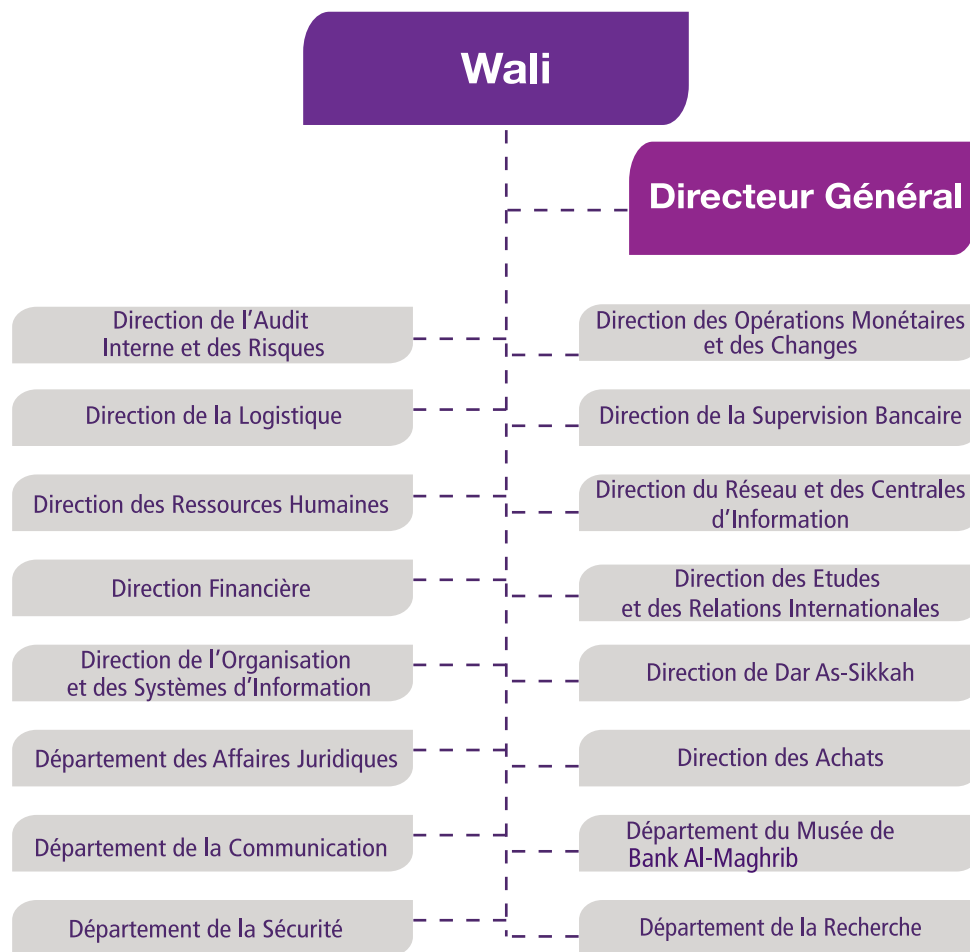 Wali
Directeur Général
Direction de l’Audit
Interne et des Risques
Direction des Opérations Monétaires
et des Changes
Direction de la Logistique
Direction de la Supervision Bancaire
Direction des Ressources Humaines
Direction du Réseau et des Centrales
d’Information
Direction Financière
Direction des Etudes
et des Relations Internationales
Direction de l’Organisation
et des Systèmes d’Information
Direction de Dar As-Sikkah
Département des Affaires Juridiques
Direction des Achats
Département de la Communication
Département du Musée de
Bank Al-Maghrib
Département de la Sécurité
Département de la Recherche